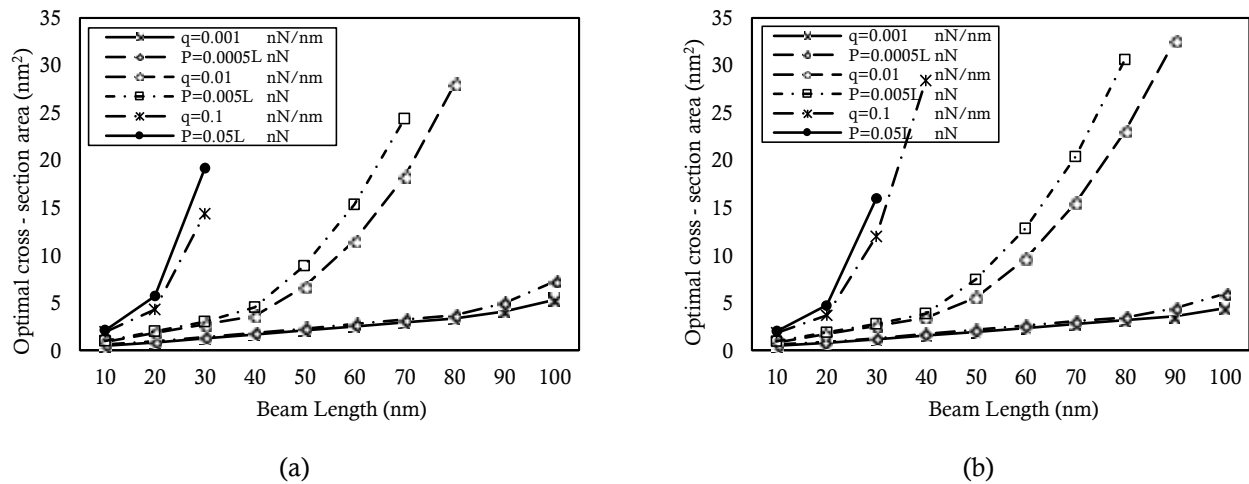 35
30
25
20
15
10
5
0
Optimal cross - section area (nm²)
q=0.001 nN/nm
P=0.0005L nN
q=0.01 nN/nm
P=0.005L nN
q=0.1 nN/nm
P=0.05L nN
10 20 30 40 50 60 70 80 90 100
Beam Length (nm)
(a)
35
30
25
20
15
10
5
0
Optimal cross - section area (nm²)
q=0.001 nN/nm
P=0.0005L nN
q=0.01 nN/nm
P=0.005L nN
q=0.1 nN/nm
P=0.05L nN
10 20 30 40 50 60 70 80 90 100
Beam Length (nm)
(b)